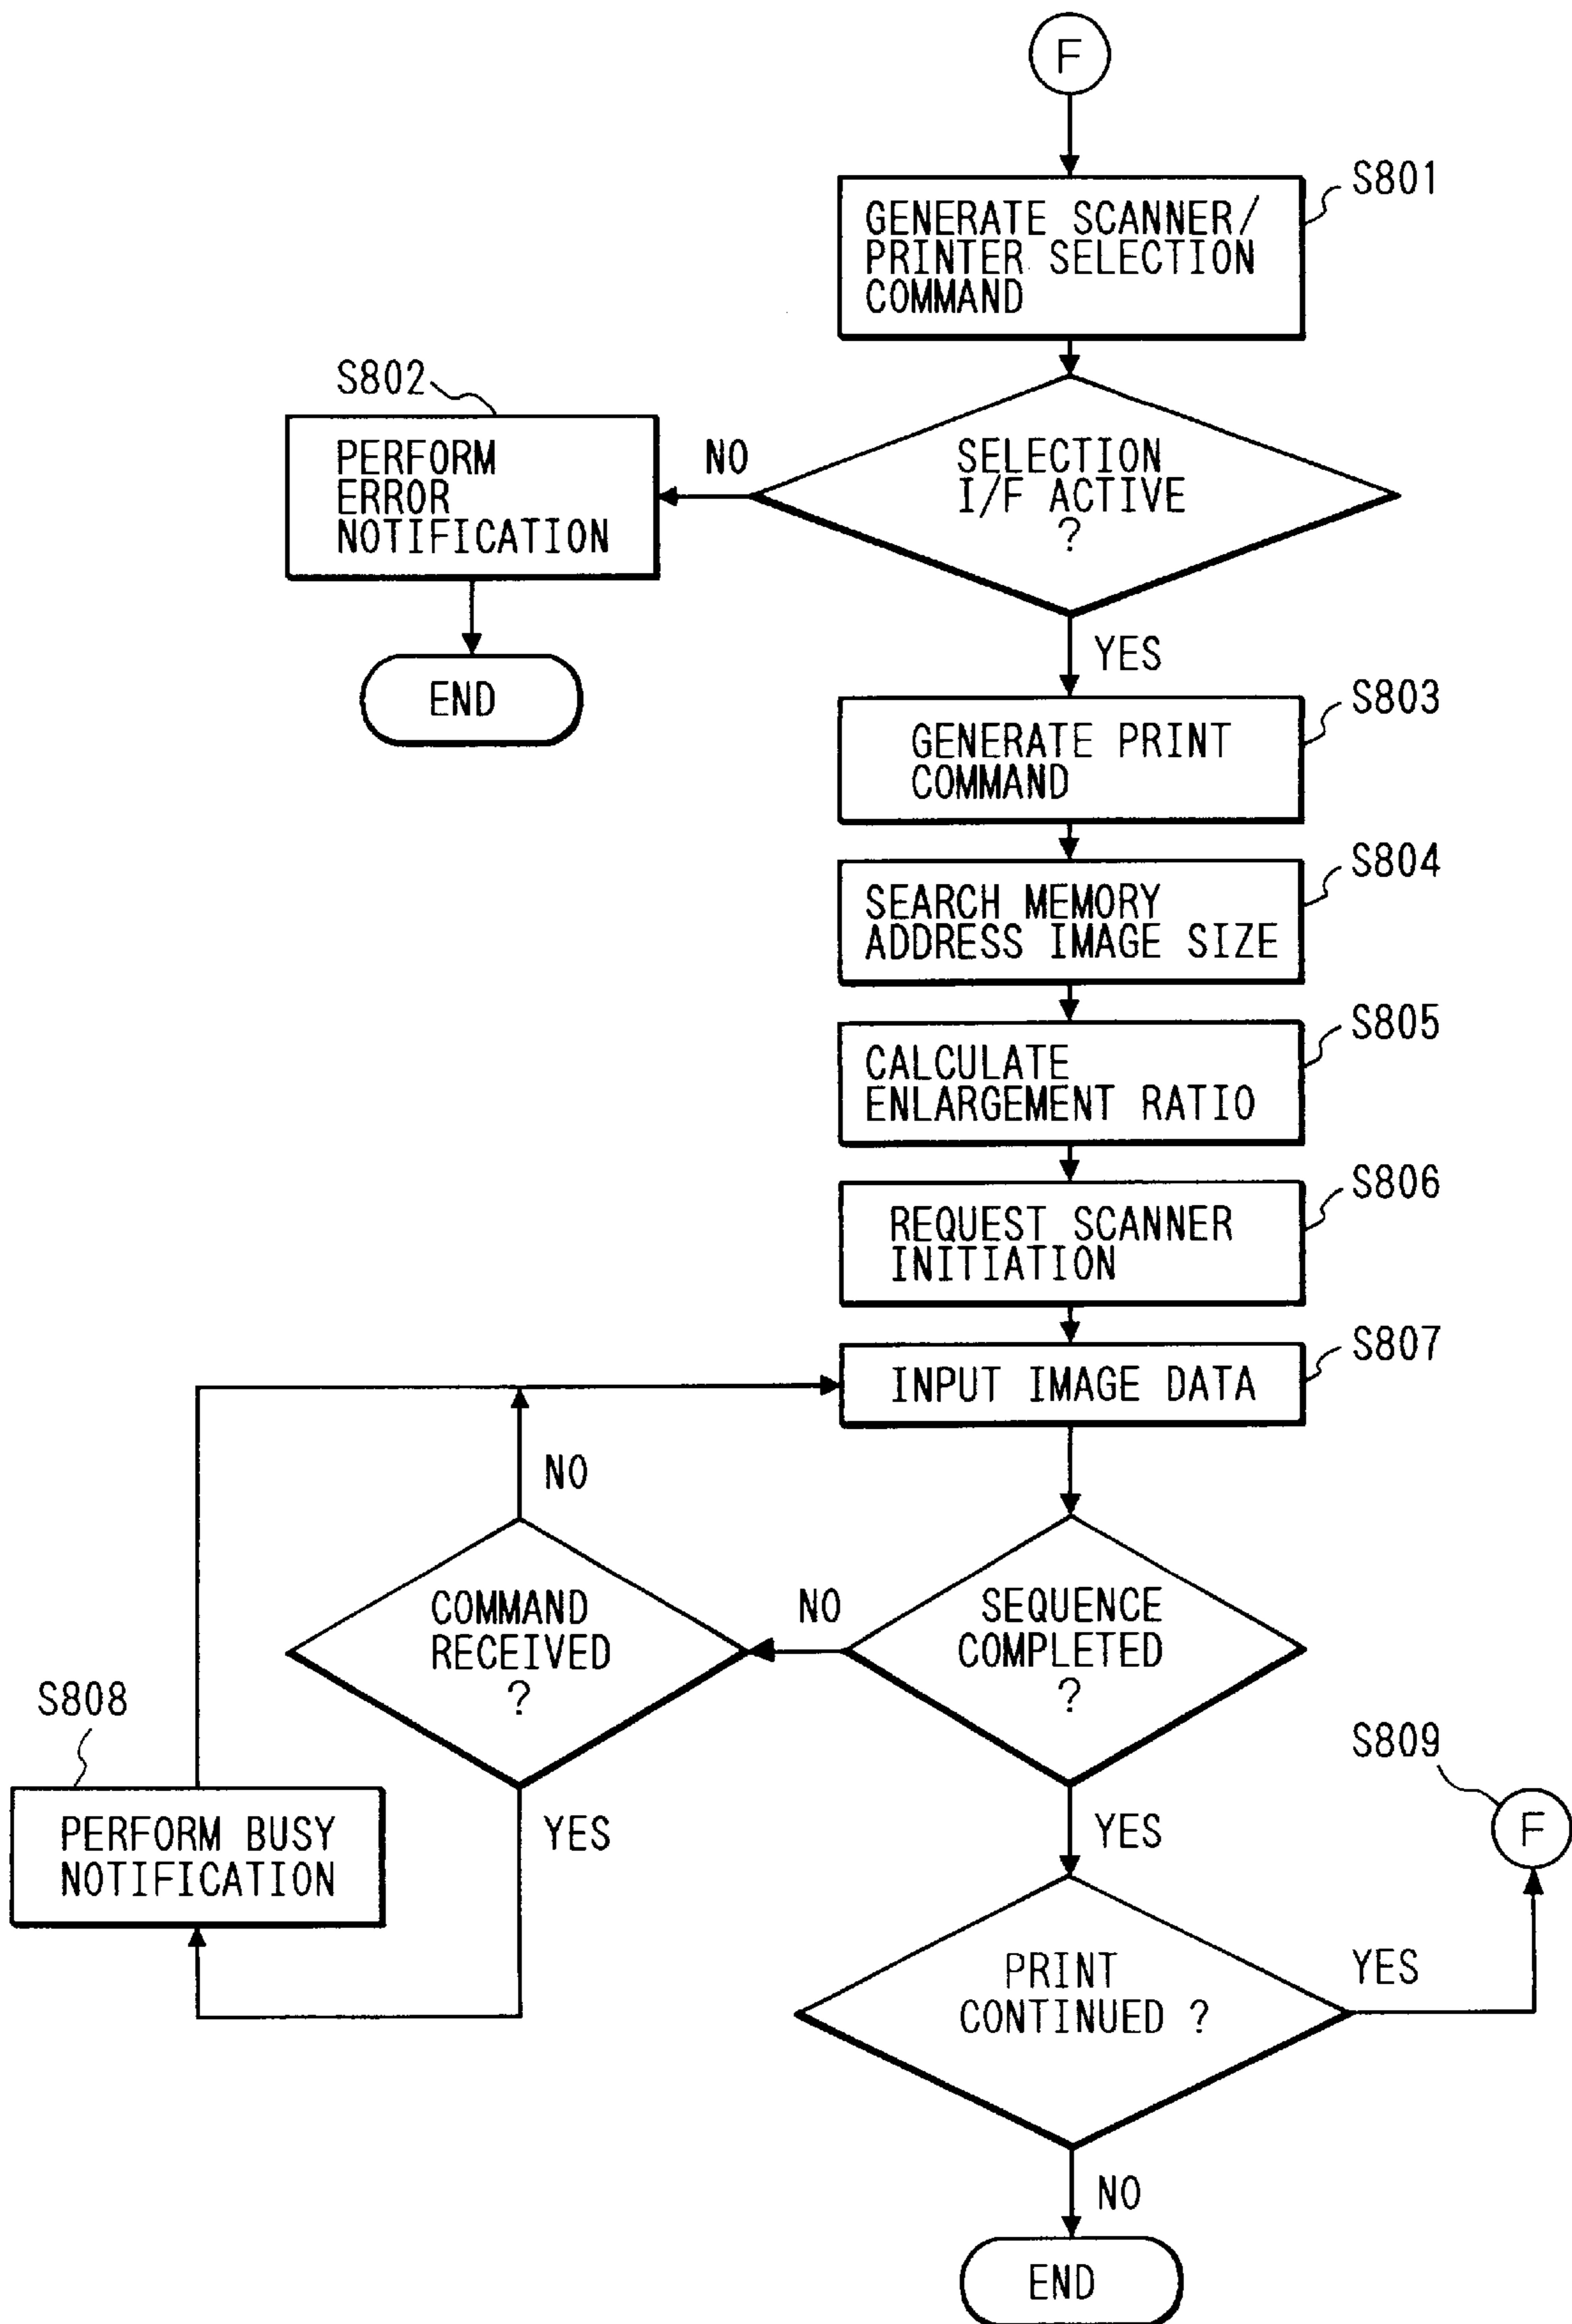 F
S801
GENERATE SCANNER/
PRINTER SELECTION
COMMAND
S802
PERFORM
ERROR
NOTIFICATION
NO
SELECTION
I/F ACTIVE
?
END
YES
S803
GENERATE PRINT
COMMAND
S804
SEARCH MEMORY
ADDRESS IMAGE SIZE
S805
CALCULATE
ENLARGEMENT RATIO
S806
REQUEST SCANNER
INITIATION
S807
INPUT IMAGE DATA
NO
COMMAND
RECEIVED
?
NO
SEQUENCE
COMPLETED
?
S808
PERFORM BUSY
NOTIFICATION
YES
YES
S809
F
PRINT
CONTINUED ?
YES
NO
END